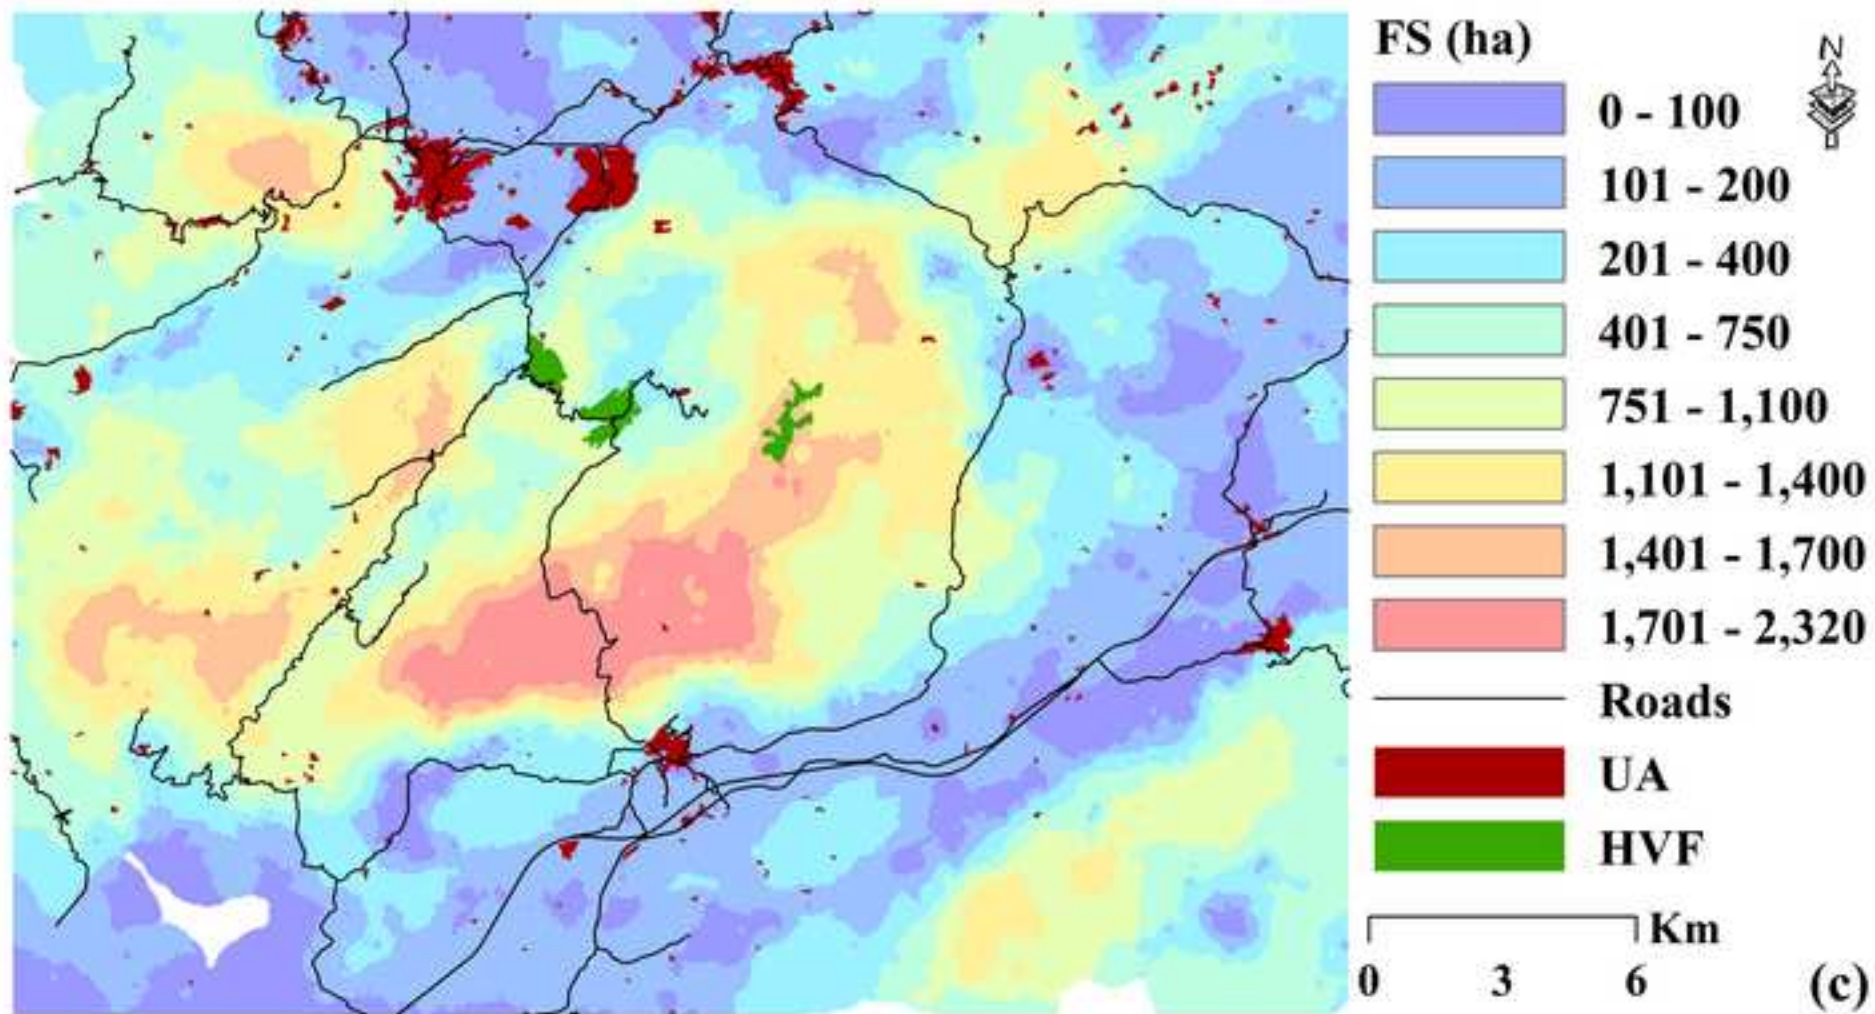 FS (ha)
N
0 - 100
101 - 200
201 - 400
401 - 750
751 - 1,100
1,101 - 1,400
1,401 - 1,700
1,701 - 2,320
Roads
UA
HVF
Km
0 3 6
(c)